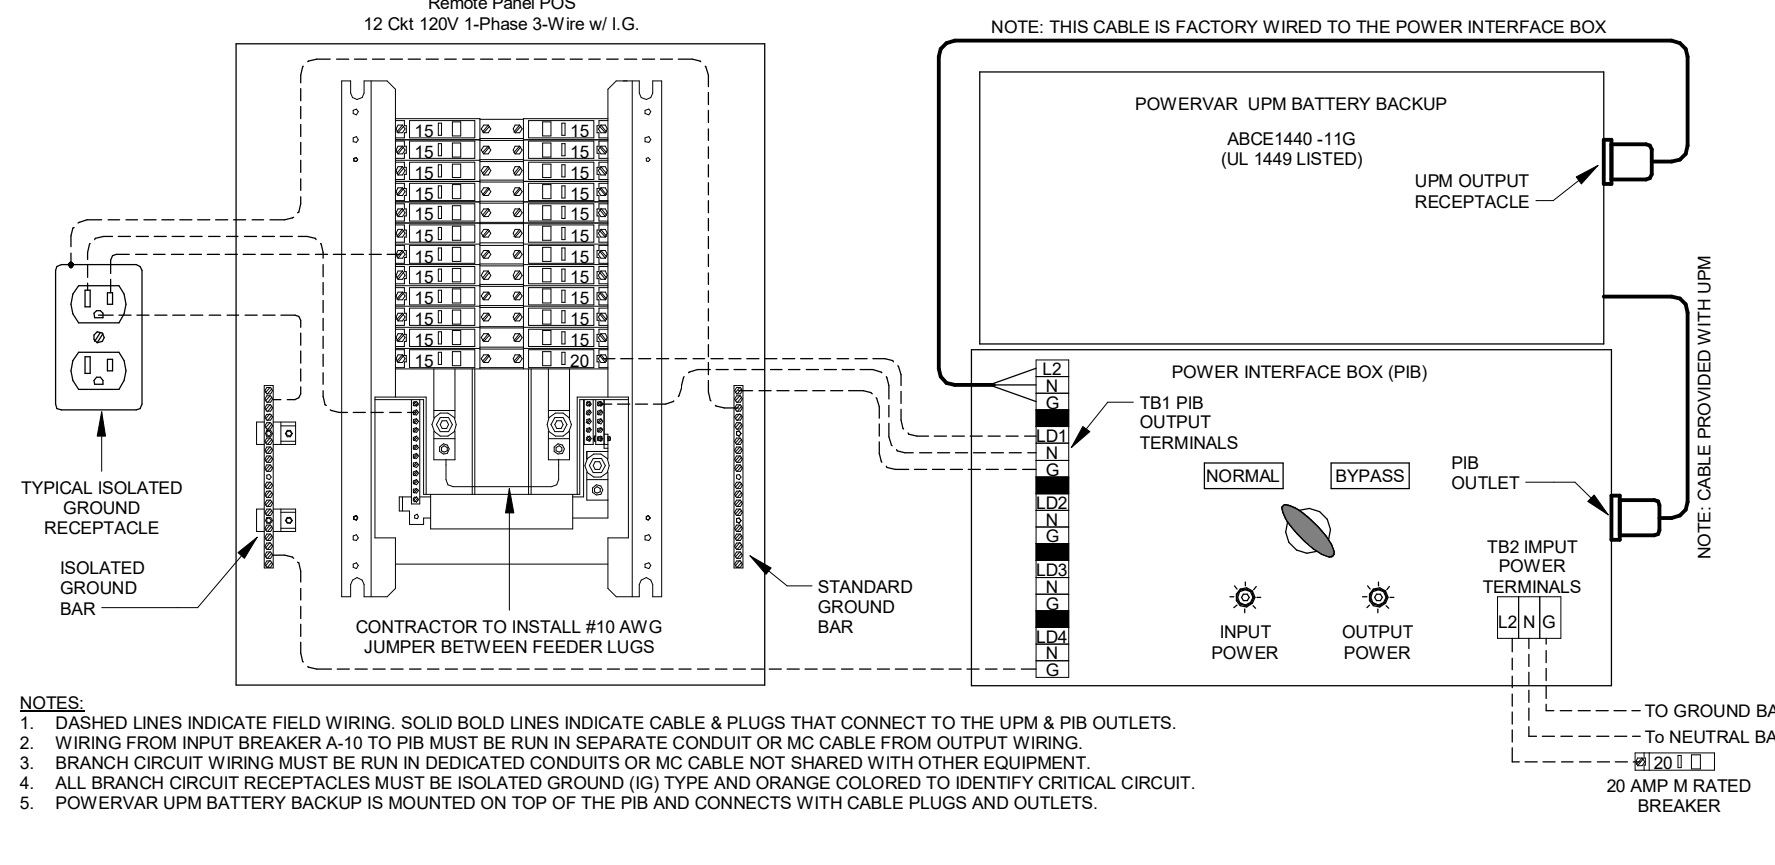 Remote Panel POS
12 Ckt 120V 1-Phase 3-Wire w/ I.G.
NOTE: THIS CABLE IS FACTORY WIRED TO THE POWER INTERFACE BOX
POWERVAR UPM BATTERY BACKUP
ABCE1440 -11G
(UL 1449 LISTED)
UPM OUTPUT
RECEPTACLE
NOTE: CABLE PROVIDED WITH UPM
15 15
15 15
15 15
15 15
15 15
15 15
15 15
15 15
15 15
15 15
15 15
15 20
TYPICAL ISOLATED
GROUND
RECEPTACLE
ISOLATED
GROUND
BAR
STANDARD
GROUND
BAR
CONTRACTOR TO INSTALL #10 AWG
JUMPER BETWEEN FEEDER LUGS
POWER INTERFACE BOX (PIB)
L2
N
G
LD1
N
G
LD2
N
G
LD3
N
G
LD4
N
G
TB1 PIB
OUTPUT
TERMINALS
NORMAL
BYPASS
PIB
OUTLET
INPUT
POWER
OUTPUT
POWER
TB2 IMPUT
POWER
TERMINALS
L2 N G
TO GROUND BA
To NEUTRAL BA
20
20 AMP M RATED
BREAKER
NOTES:
1. DASHED LINES INDICATE FIELD WIRING. SOLID BOLD LINES INDICATE CABLE & PLUGS THAT CONNECT TO THE UPM & PIB OUTLETS.
2. WIRING FROM INPUT BREAKER A-10 TO PIB MUST BE RUN IN SEPARATE CONDUIT OR MC CABLE FROM OUTPUT WIRING.
3. BRANCH CIRCUIT WIRING MUST BE RUN IN DEDICATED CONDUITS OR MC CABLE NOT SHARED WITH OTHER EQUIPMENT.
4. ALL BRANCH CIRCUIT RECEPTACLES MUST BE ISOLATED GROUND (IG) TYPE AND ORANGE COLORED TO IDENTIFY CRITICAL CIRCUIT.
5. POWERVAR UPM BATTERY BACKUP IS MOUNTED ON TOP OF THE PIB AND CONNECTS WITH CABLE PLUGS AND OUTLETS.